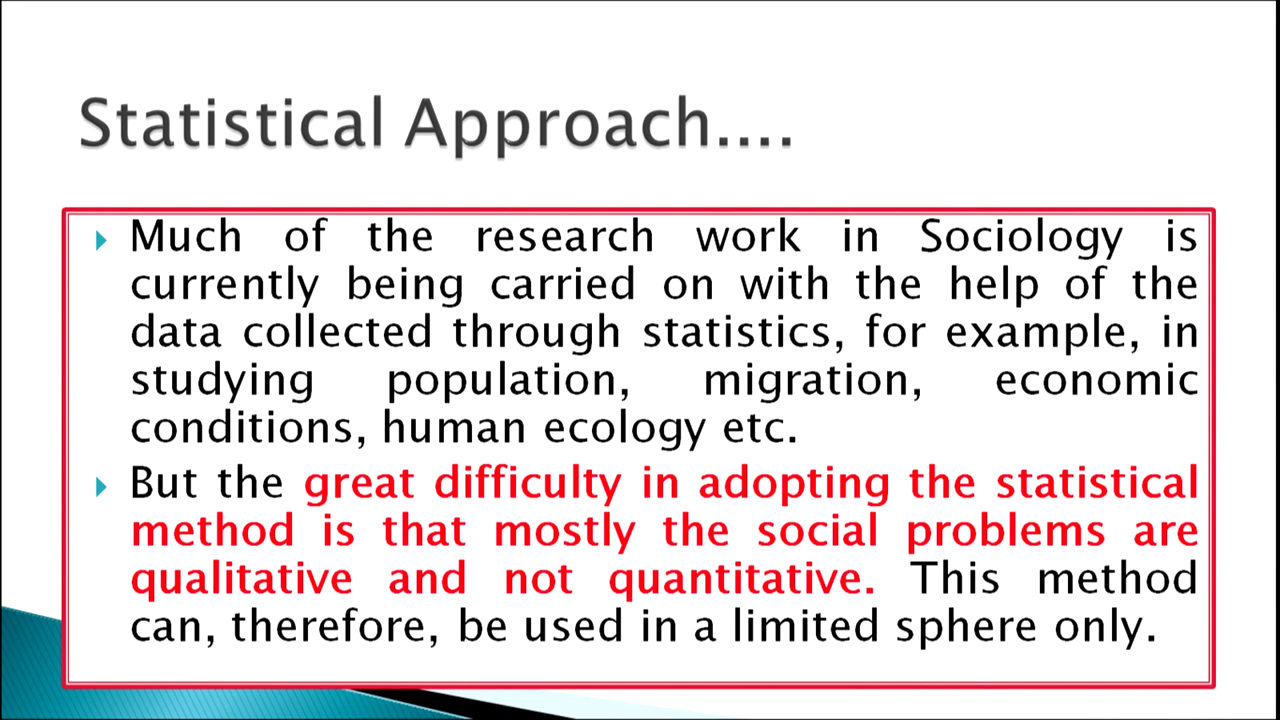 Statistical Approach....
Much of the research work in Sociology is
currently being carried on with the help of the
data collected through statistics, for example, in
studying population, migration, economic
conditions, human ecology etc.
But the great difficulty in adopting the statistical
method is that mostly the social problems are
qualitative and not quantitative. This method
can, therefore, be used in a limited sphere only.